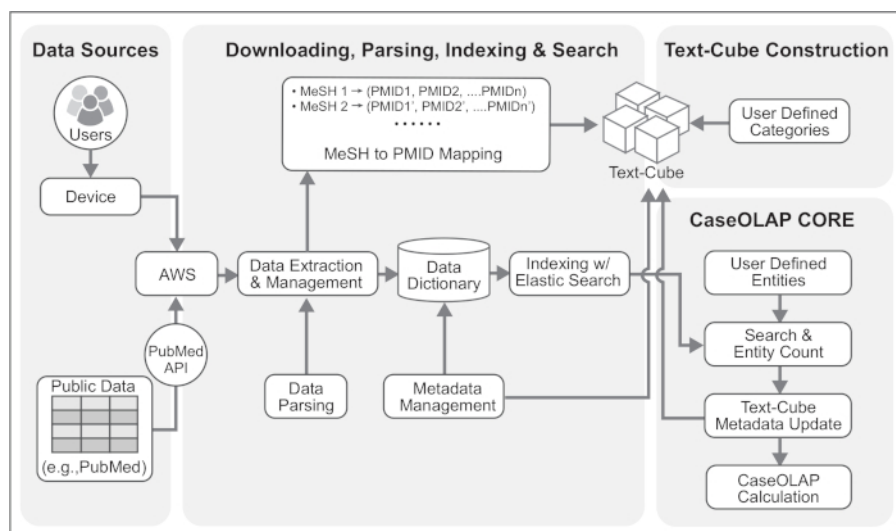 Data Sources
Users
Device
AWS
PubMed
API
Public Data
(e.g.,PubMed)
Downloading, Parsing, Indexing & Search
• MeSH 1 → (PMID1, PMID2, ....PMIDn)
• MeSH 2 → (PMID1', PMID2', ....PMIDn')
• • • • • •
MeSH to PMID Mapping
Data Extraction
& Management
Data
Dictionary
Indexing w/
Elastic Search
Data
Parsing
Metadata
Management
Text-Cube Construction
Text-Cube
User Defined
Categories
CaseOLAP CORE
User Defined
Entities
Search &
Entity Count
Text-Cube
Metadata Update
CaseOLAP
Calculation